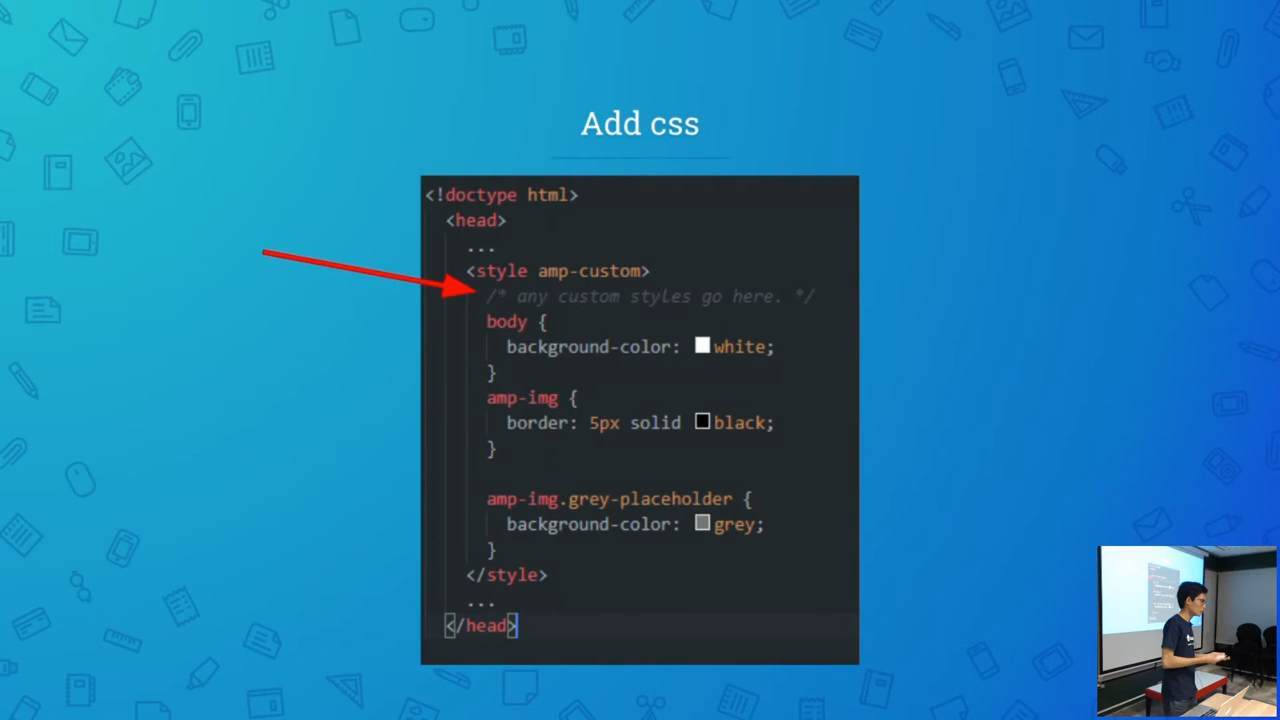 Add css
<!doctype html>
<head>
...
<style amp-custom>
/* any custom styles go here. */
body {
background-color: white;
}
amp-img {
border: 5px solid black;
}
amp-img.grey-placeholder {
background-color: grey;
}
</style>
...
</head>